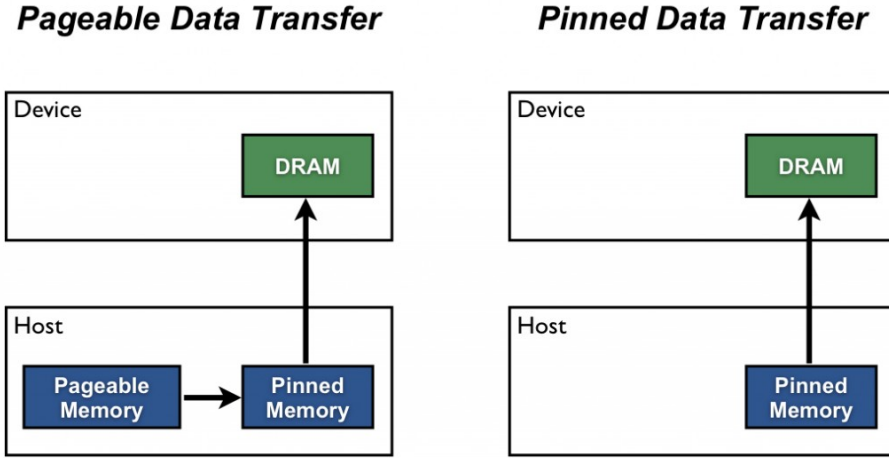 Pageable Data Transfer
Device
DRAM
Host
Pageable
Memory
Pinned
Memory
Pinned Data Transfer
Device
DRAM
Host
Pinned
Memory